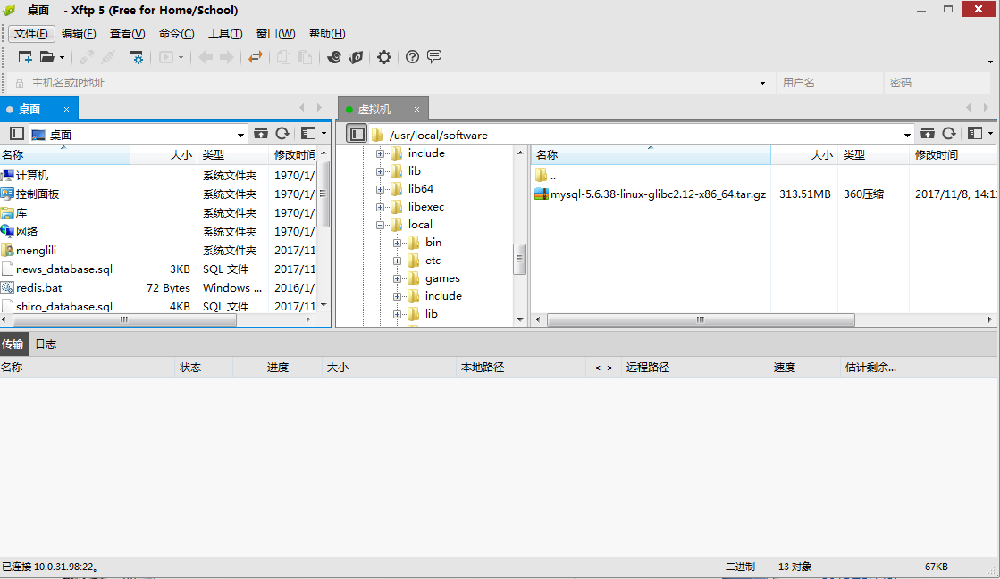 桌面 - Xftp 5 (Free for Home/School)
文件(F) 编辑(E) 查看(V) 命令(C) 工具(T) 窗口(W) 帮助(H)
主机名或IP地址 用户名 密码
桌面 × 虚拟机 ×
桌面 /usr/local/software
名称 大小 类型 修改时间
计算机 系统文件夹 1970/1/
控制面板 系统文件夹 1970/1/
库 系统文件夹 1970/1/
网络 系统文件夹 1970/1/
menglili 系统文件夹 2017/11
news_database.sql 3KB SQL 文件 2017/11
redis.bat 72 Bytes Windows ... 2016/1/
shiro_database.sql 4KB SQL 文件 2017/11
include
lib
lib64
libexec
local
bin
etc
games
include
lib
名称 大小 类型 修改时间
..
mysql-5.6.38-linux-glibc2.12-x86_64.tar.gz 313.51MB 360压缩 2017/11/8, 14:1
传输 日志
名称 状态 进度 大小 本地路径 <-> 远程路径 速度 估计剩余...
已连接 10.0.31.98:22。 二进制 13 对象 67KB